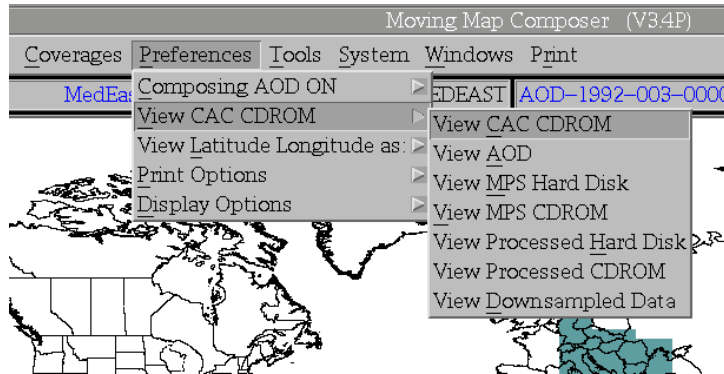 Moving Map Composer (V3.4P)
Coverages Preferences Tools System Windows Print
Composing AOD ON
EDEAST AOD-1992-003-0000
View CAC CDROM
View CAC CDROM
View Latitude Longitude as:
View AOD
Print Options
View MPS Hard Disk
Display Options
View MPS CDROM
View Processed Hard Disk
View Processed CDROM
View Downsampled Data